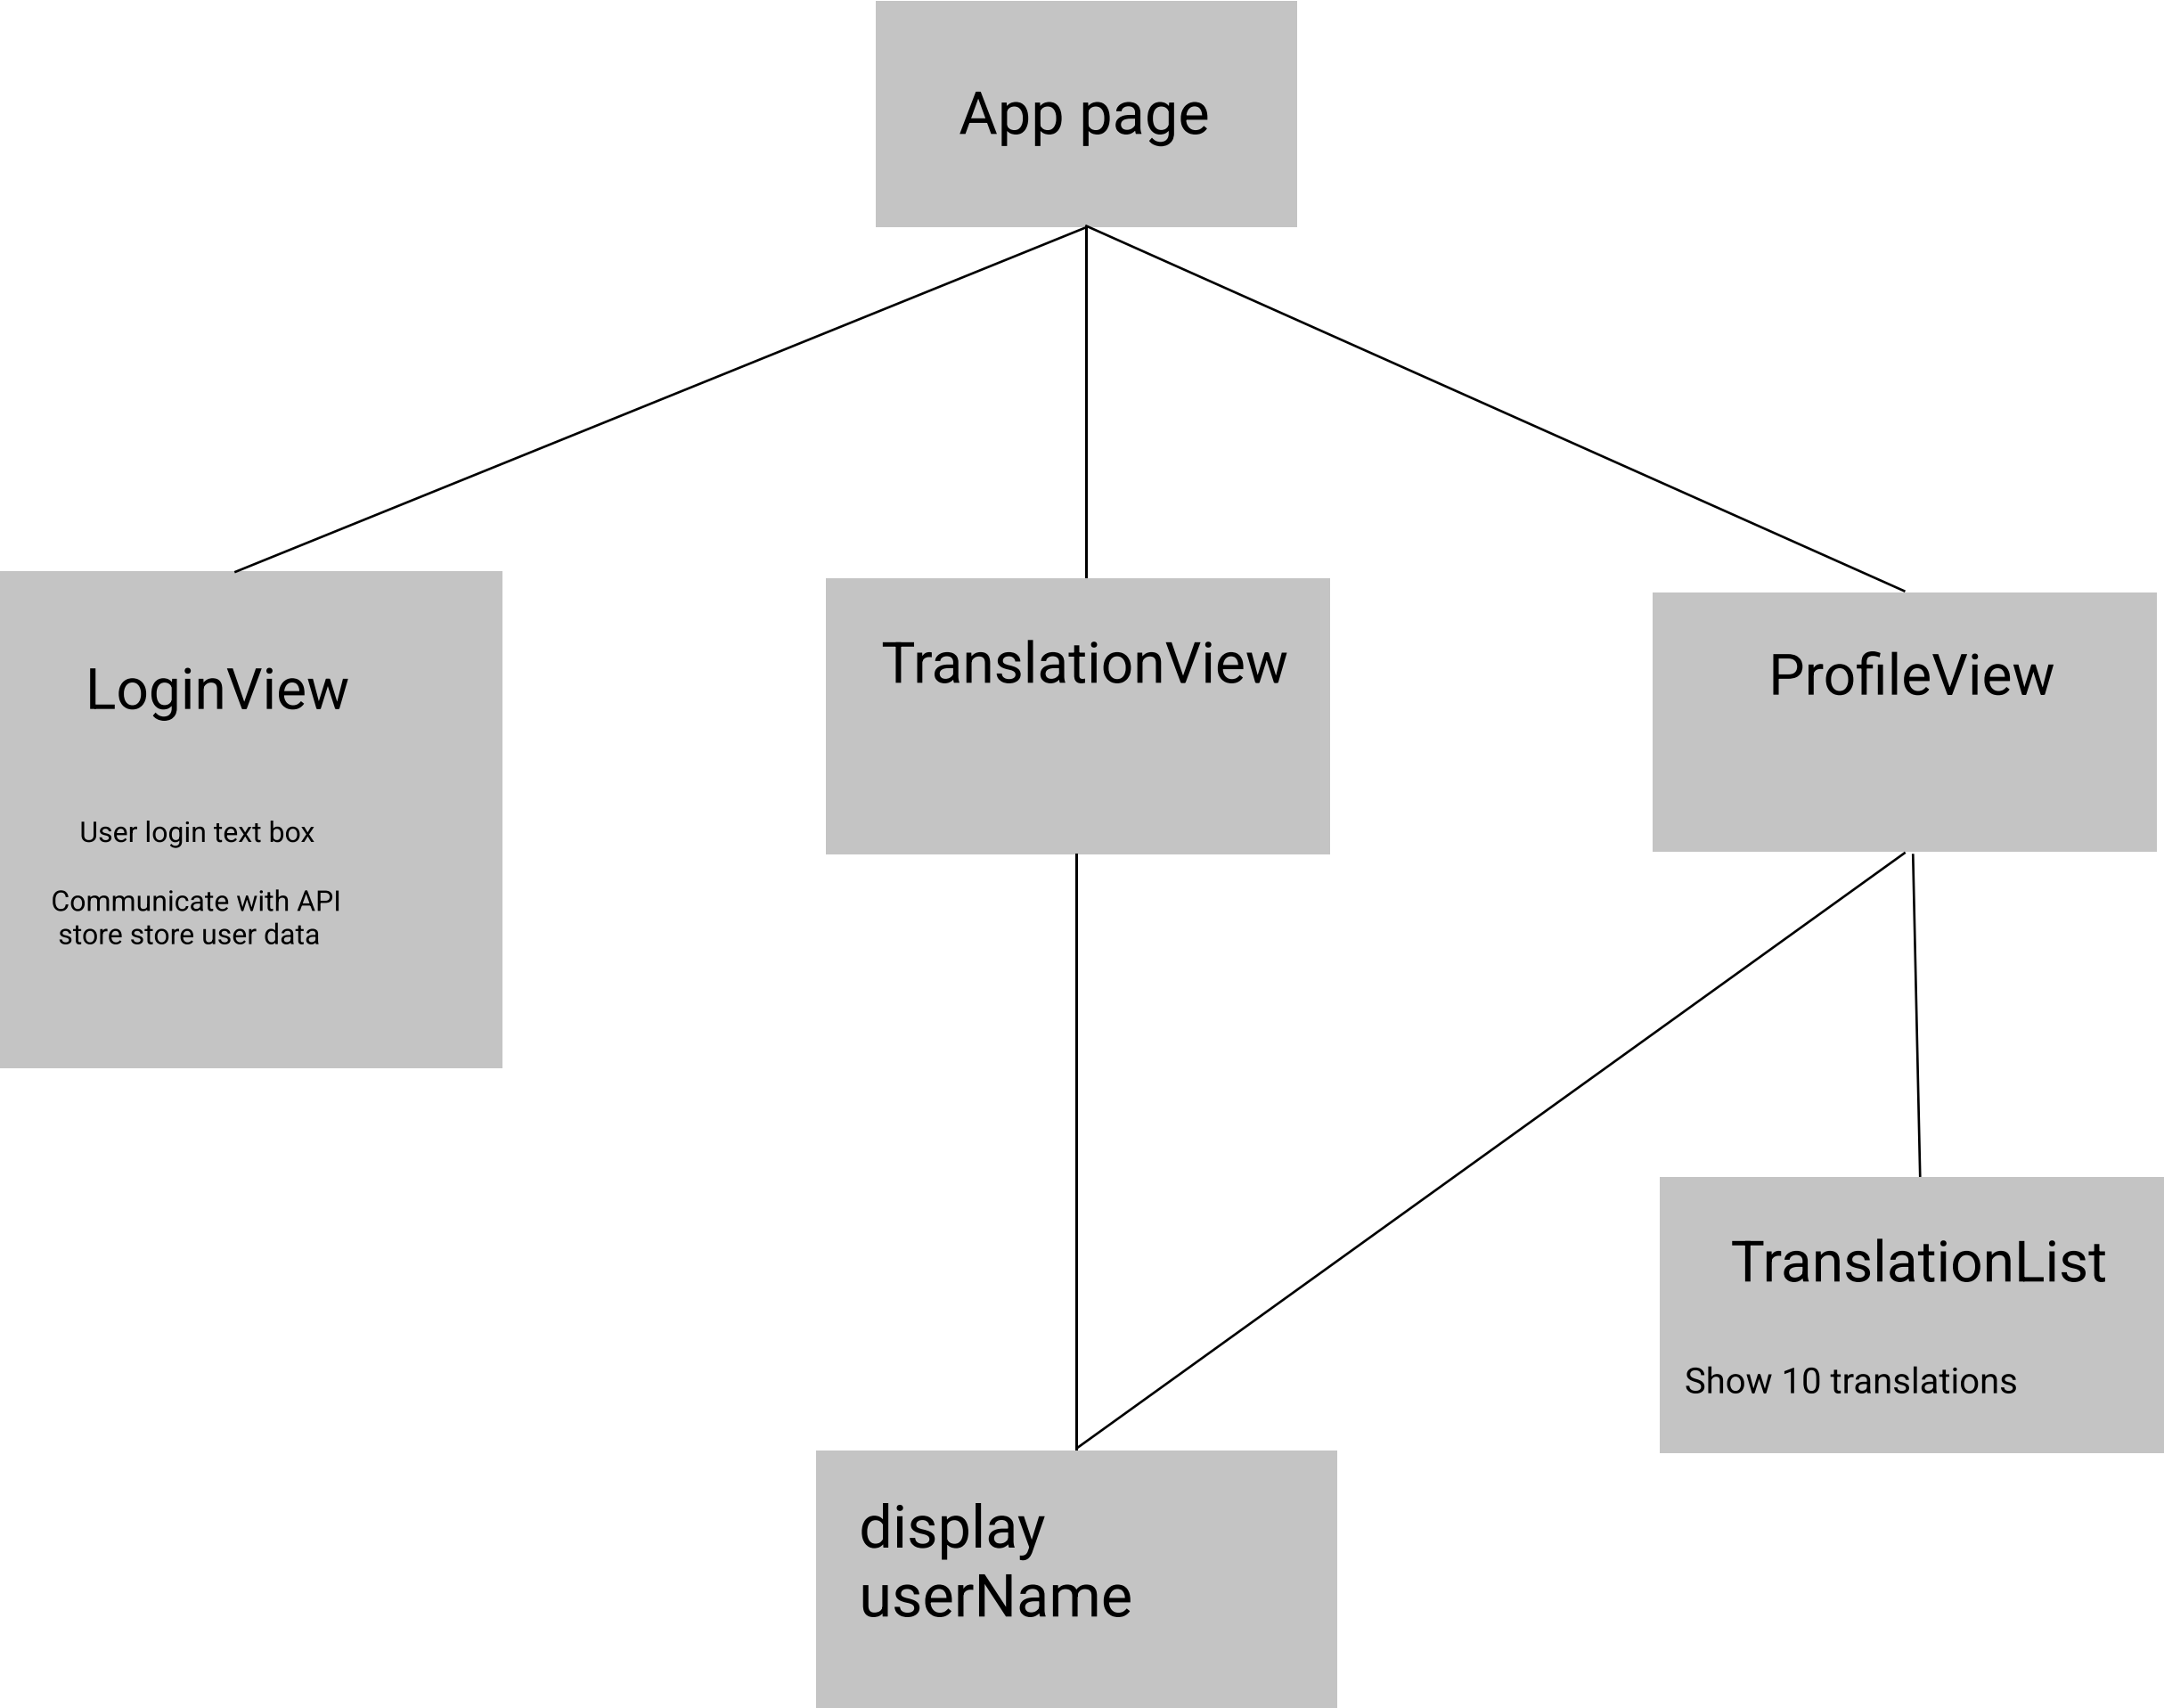 App page
LoginView
User login text box
Communicate with API
store store user data
TranslationView
ProfileView
TranslationList
Show 10 translations
display
userName